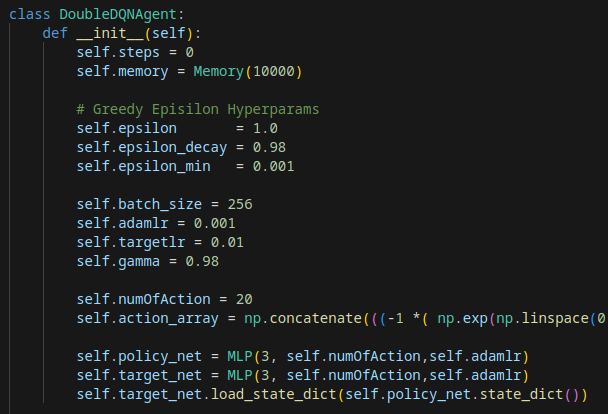 class DoubleDQNAgent:
    def __init__(self):
        self.steps = 0
        self.memory = Memory(10000)

        # Greedy Episilon Hyperparams
        self.epsilon       = 1.0
        self.epsilon_decay = 0.98
        self.epsilon_min   = 0.001

        self.batch_size = 256
        self.adamlr = 0.001
        self.targetlr = 0.01
        self.gamma = 0.98

        self.numOfAction = 20
        self.action_array = np.concatenate(((-1 *( np.exp(np.linspace(0

        self.policy_net = MLP(3, self.numOfAction,self.adamlr)
        self.target_net = MLP(3, self.numOfAction,self.adamlr)
        self.target_net.load_state_dict(self.policy_net.state_dict())